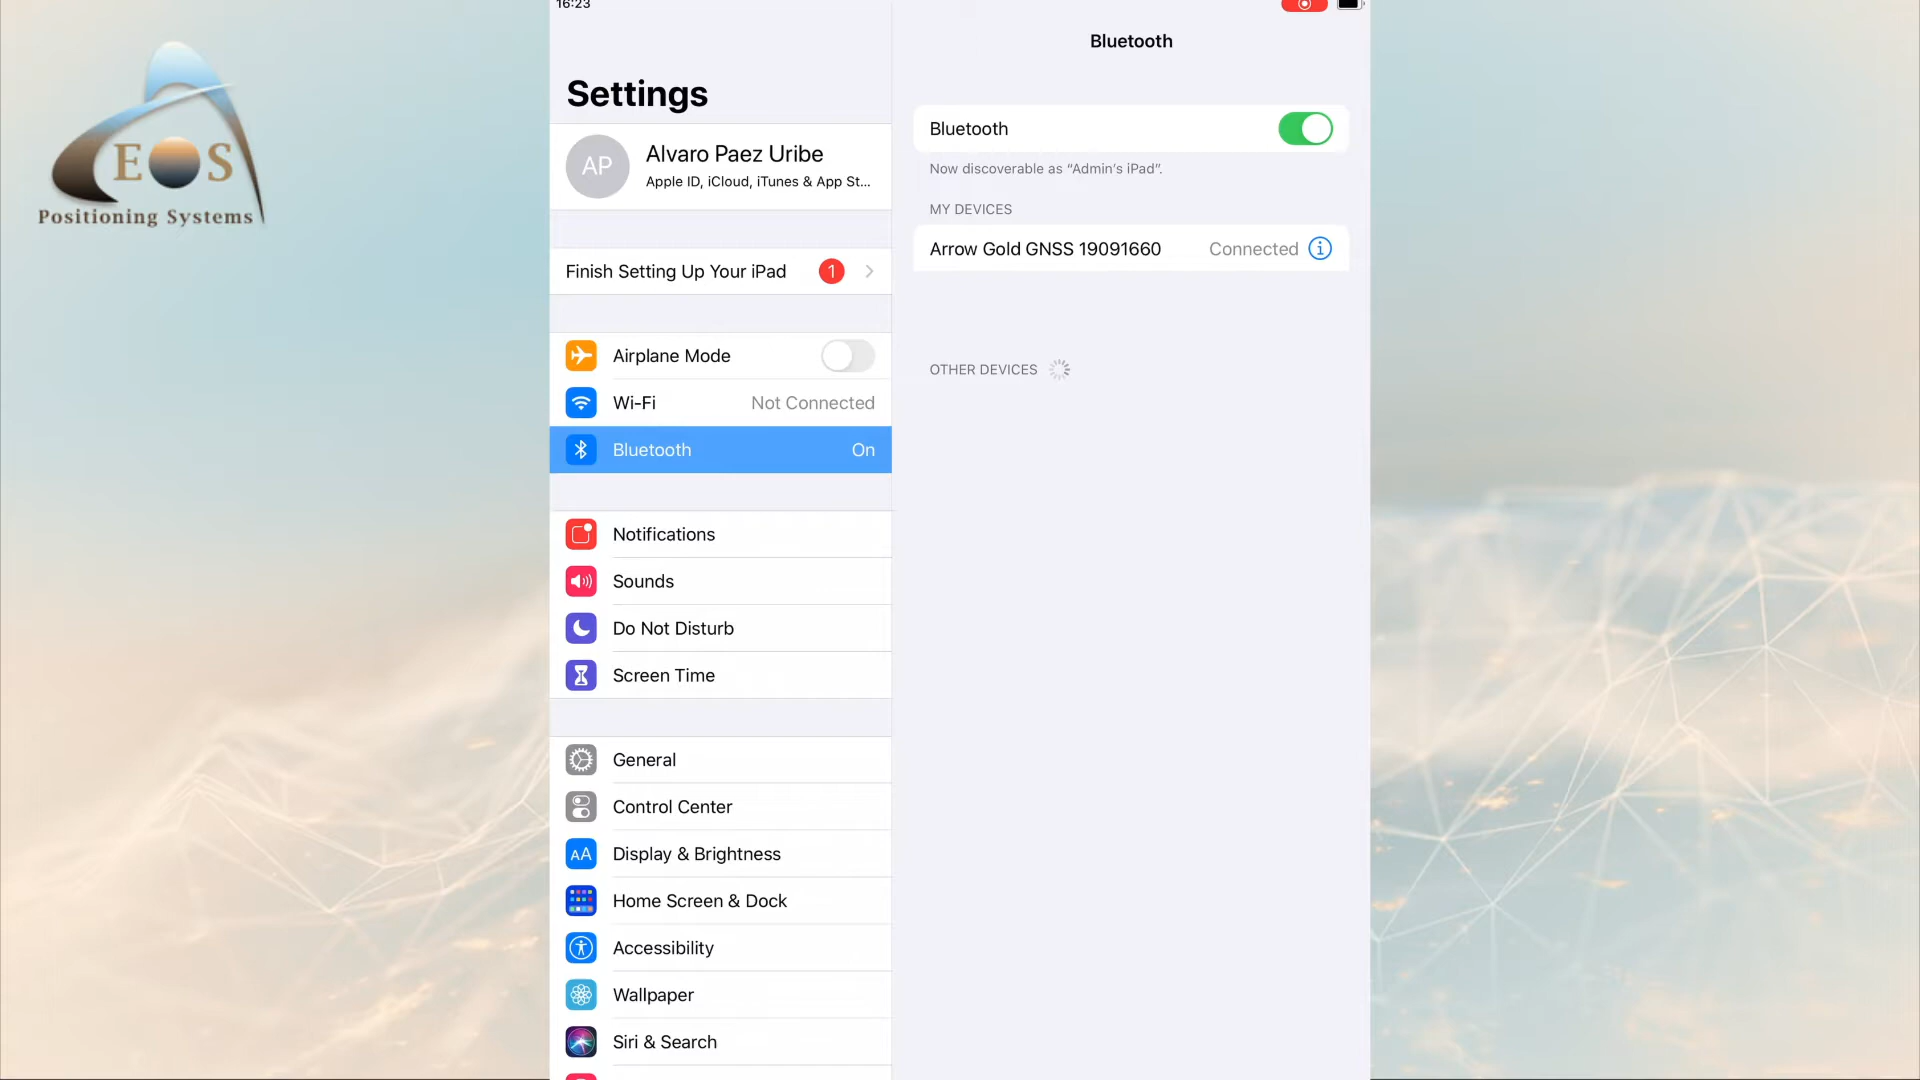 EOS
Positioning Systems
16:23
Settings
AP
Alvaro Paez Uribe
Apple ID, iCloud, iTunes & App St...
Finish Setting Up Your iPad 1
Airplane Mode
Wi-Fi Not Connected
Bluetooth On
Notifications
Sounds
Do Not Disturb
Screen Time
General
Control Center
AA Display & Brightness
Home Screen & Dock
Accessibility
Wallpaper
Siri & Search
Bluetooth
Bluetooth
Now discoverable as “Admin’s iPad”.
MY DEVICES
Arrow Gold GNSS 19091660 Connected i
OTHER DEVICES